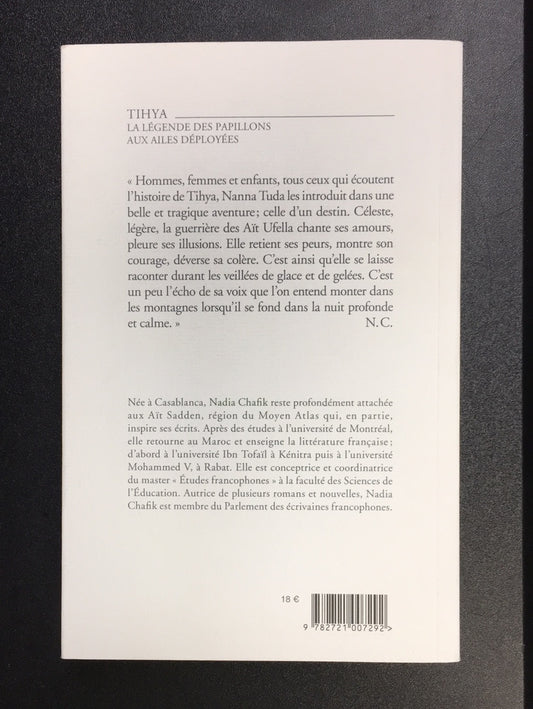 TIHYA
LA LÉGENDE DES PAPILLONS
AUX AILES DÉPLOYÉES
« Hommes, femmes et enfants, tous ceux qui écoutent
l’histoire de Tihya, Nanna Tuda les introduit dans une
belle et tragique aventure ; celle d’un destin. Céleste,
légère, la guerrière des Aït Ufella chante ses amours,
pleure ses illusions. Elle retient ses peurs, montre son
courage, déverse sa colère. C’est ainsi qu’elle se laisse
raconter durant les veillées de glace et de gelées. C’est
un peu l’écho de sa voix que l’on entend monter dans
les montagnes lorsqu’il se fond dans la nuit profonde
et calme. » N. C.
Née à Casablanca, Nadia Chafik reste profondément attachée
aux Aït Sadden, région du Moyen Atlas qui, en partie,
inspire ses écrits. Après des études à l’université de Montréal,
elle retourne au Maroc et enseigne la littérature française ;
d’abord à l’université Ibn Tofaïl à Kénitra puis à l’université
Mohammed V, à Rabat. Elle est conceptrice et coordinatrice
du master « Études francophones » à la faculté des Sciences de
l’Éducation. Autrice de plusieurs romans et nouvelles, Nadia
Chafik est membre du Parlement des écrivaines francophones.
18 €
9 782721 007292>